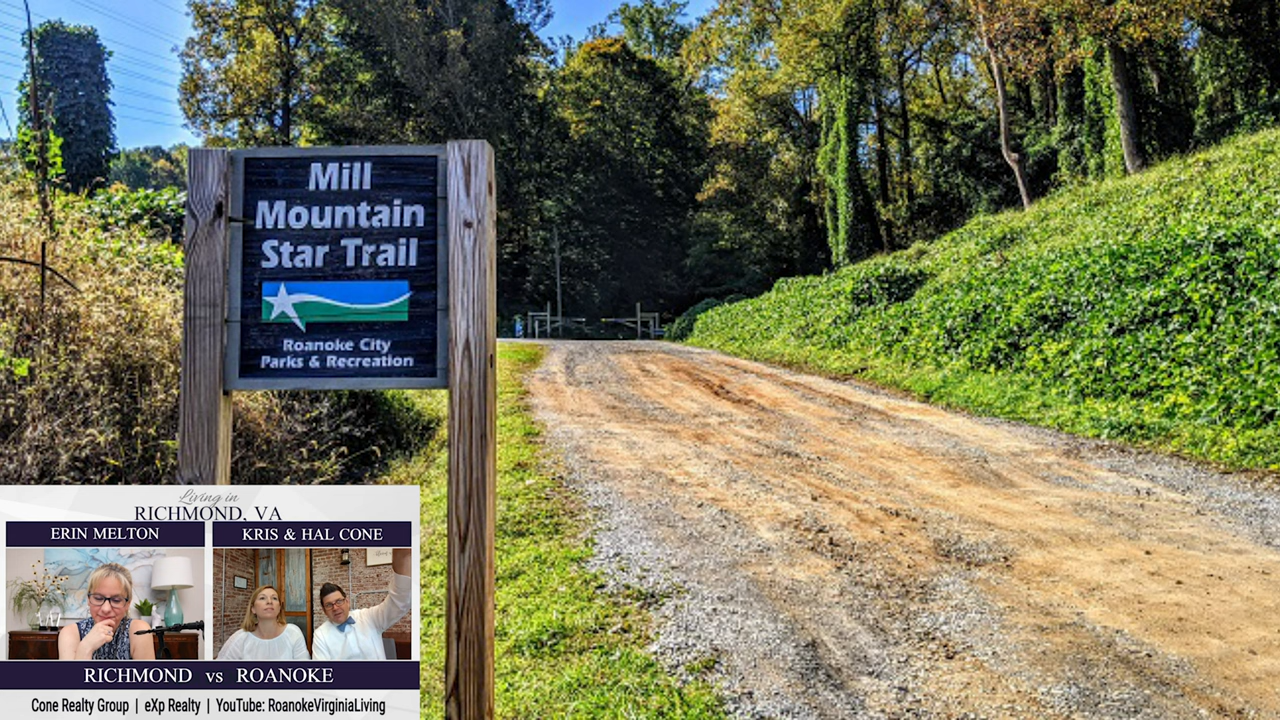 Mill
Mountain
Star Trail
Roanoke City
Parks & Recreation
Living in
RICHMOND, VA
ERIN MELTON
KRIS & HAL CONE
RICHMOND vs ROANOKE
Cone Realty Group | eXp Realty | YouTube: RoanokeVirginiaLiving